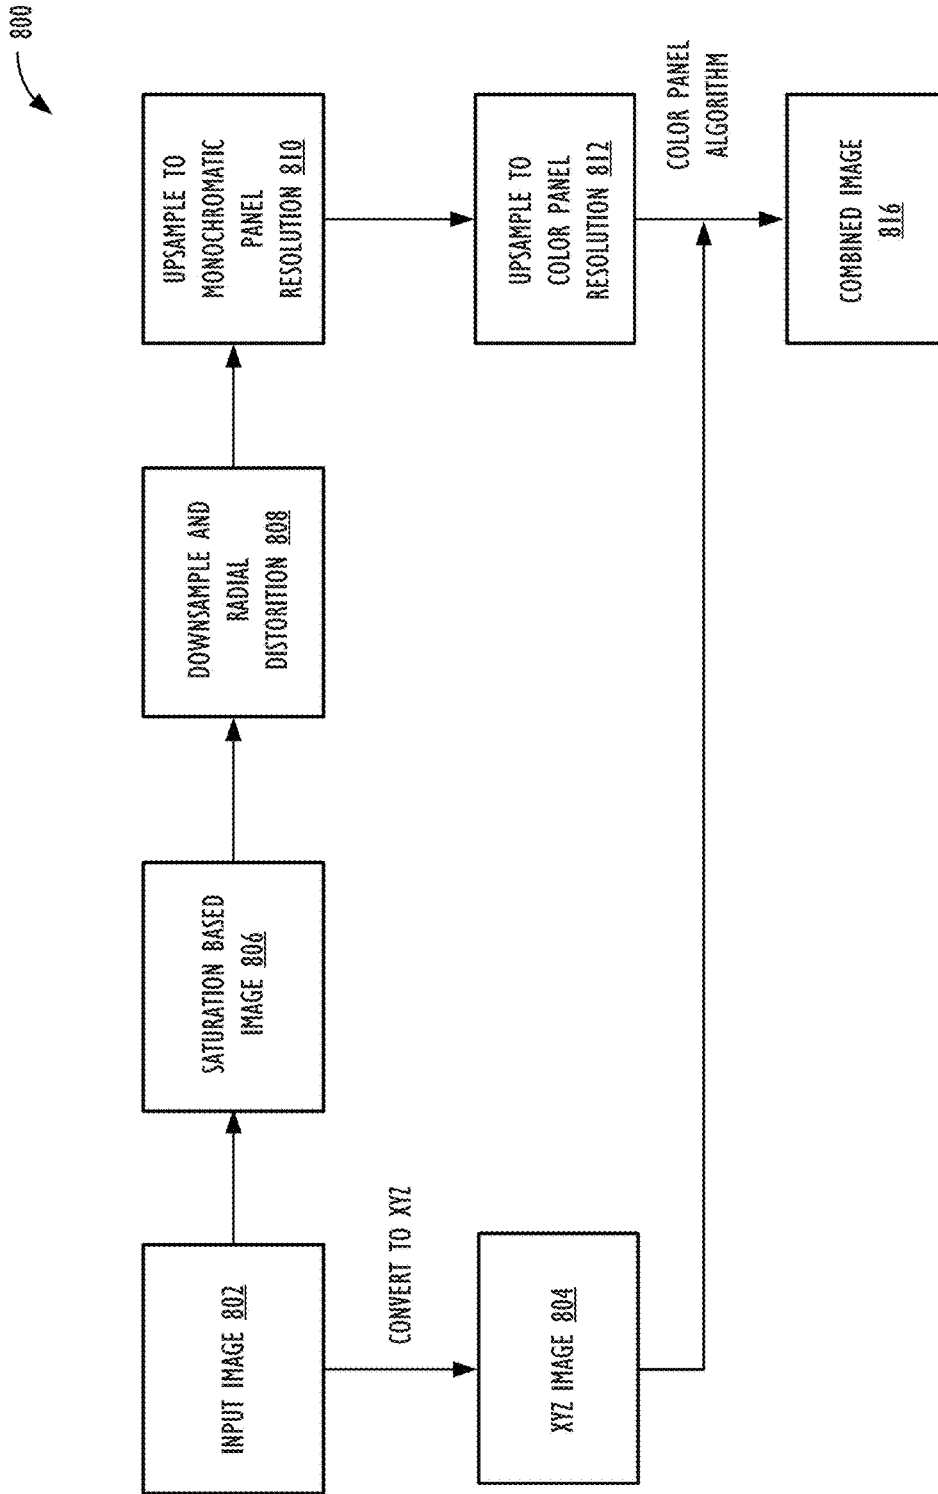 800
INPUT IMAGE 802
SATURATION BASED
IMAGE 806
DOWNSAMPLE AND
RADIAL
DISTORITION 808
UPSAMPLE TO
MONOCHROMATIC
PANEL
RESOLUTION 810
CONVERT TO XYZ
XYZ IMAGE 804
UPSAMPLE TO
COLOR PANEL
RESOLUTION 812
COLOR PANEL
ALGORITHM
COMBINED IMAGE
816